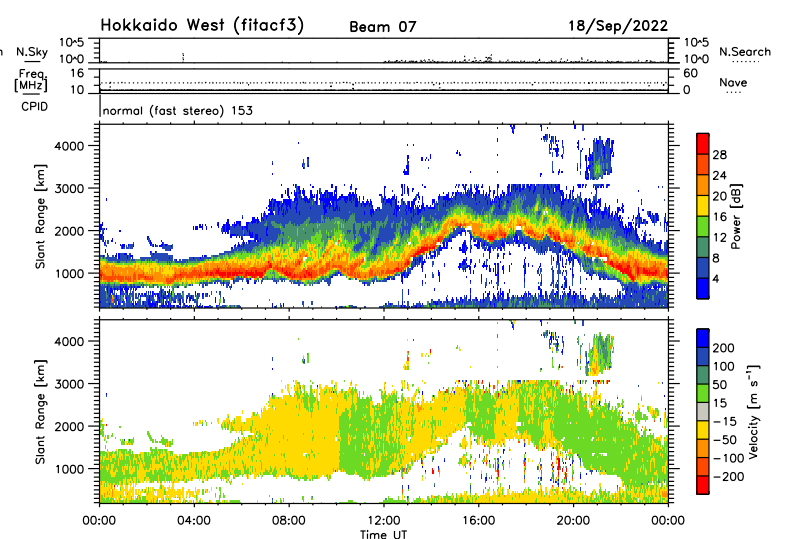 Hokkaido West (fitacf3) Beam 07 18/Sep/2022
N.Sky 10^5 10^5 N.Search
10^0 10^0
Freq. 16 60 Nave
[MHz] 10 0
CPID normal (fast stereo) 153
Slant Range [km]
4000
3000
2000
1000
28
24
20
16
12
8
4
Power [dB]
Slant Range [km]
4000
3000
2000
1000
200
100
50
15
-15
-50
-100
-200
Velocity [m s⁻¹]
00:00 04:00 08:00 12:00 16:00 20:00 00:00
Time UT